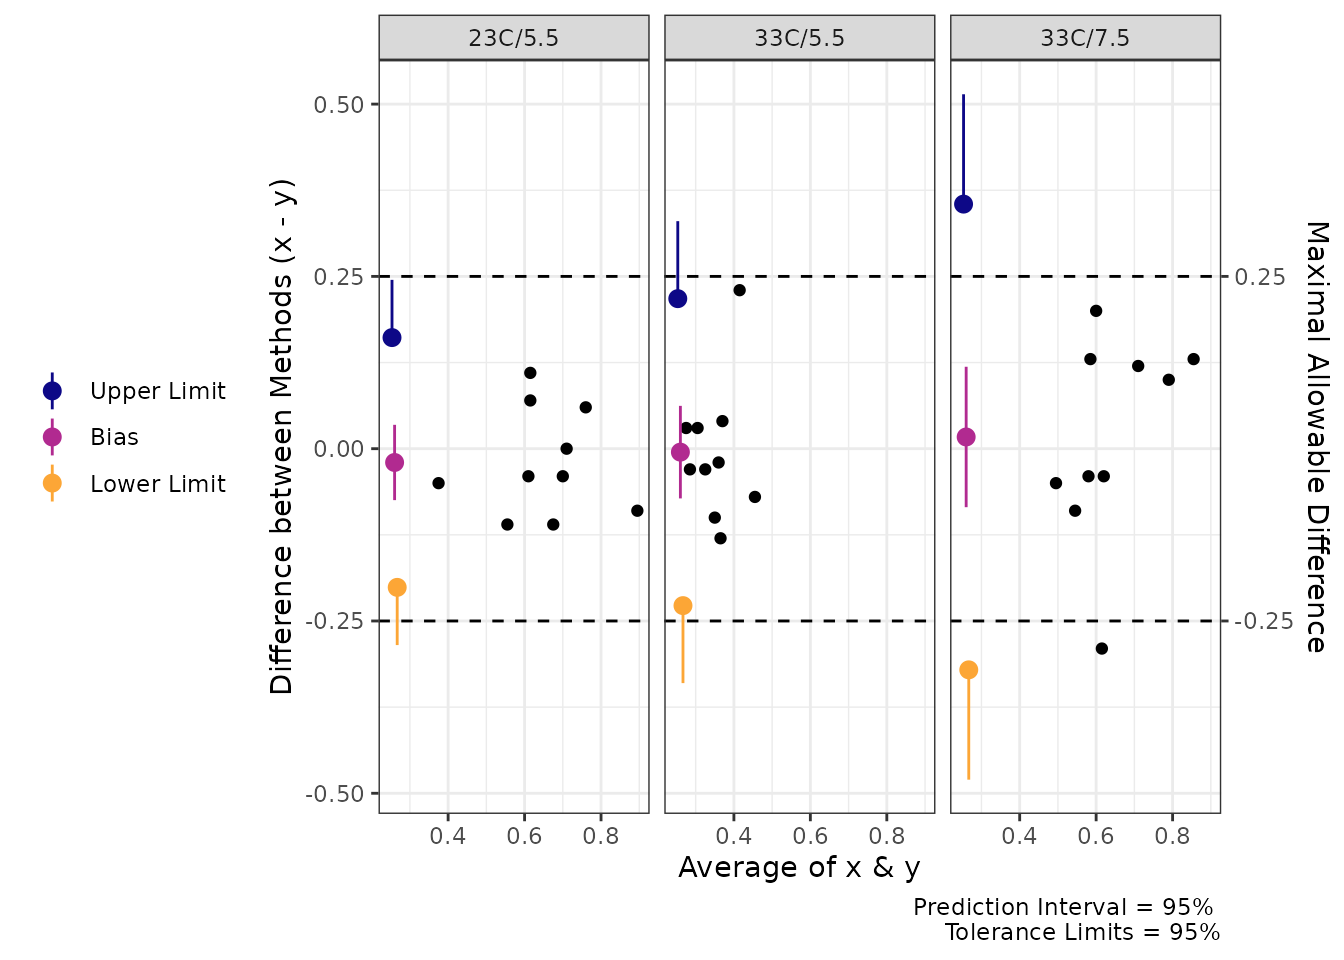 23C/5.5
33C/5.5
33C/7.5
0.50
0.25
0.00
-0.25
-0.50
Difference between Methods (x - y)
Upper Limit
Bias
Lower Limit
0.25
-0.25
Maximal Allowable Difference
0.4 0.6 0.8
0.4 0.6 0.8
0.4 0.6 0.8
Average of x & y
Prediction Interval = 95%
Tolerance Limits = 95%